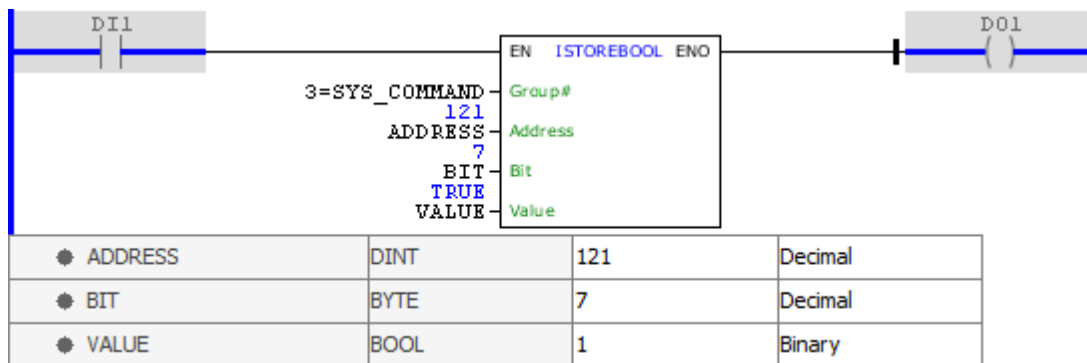 DI1 DO1
EN ISTOREBOOL ENO
3=SYS_COMMAND Group#
121
ADDRESS Address
7
BIT Bit
TRUE
VALUE Value
ADDRESS DINT 121 Decimal
BIT BYTE 7 Decimal
VALUE BOOL 1 Binary